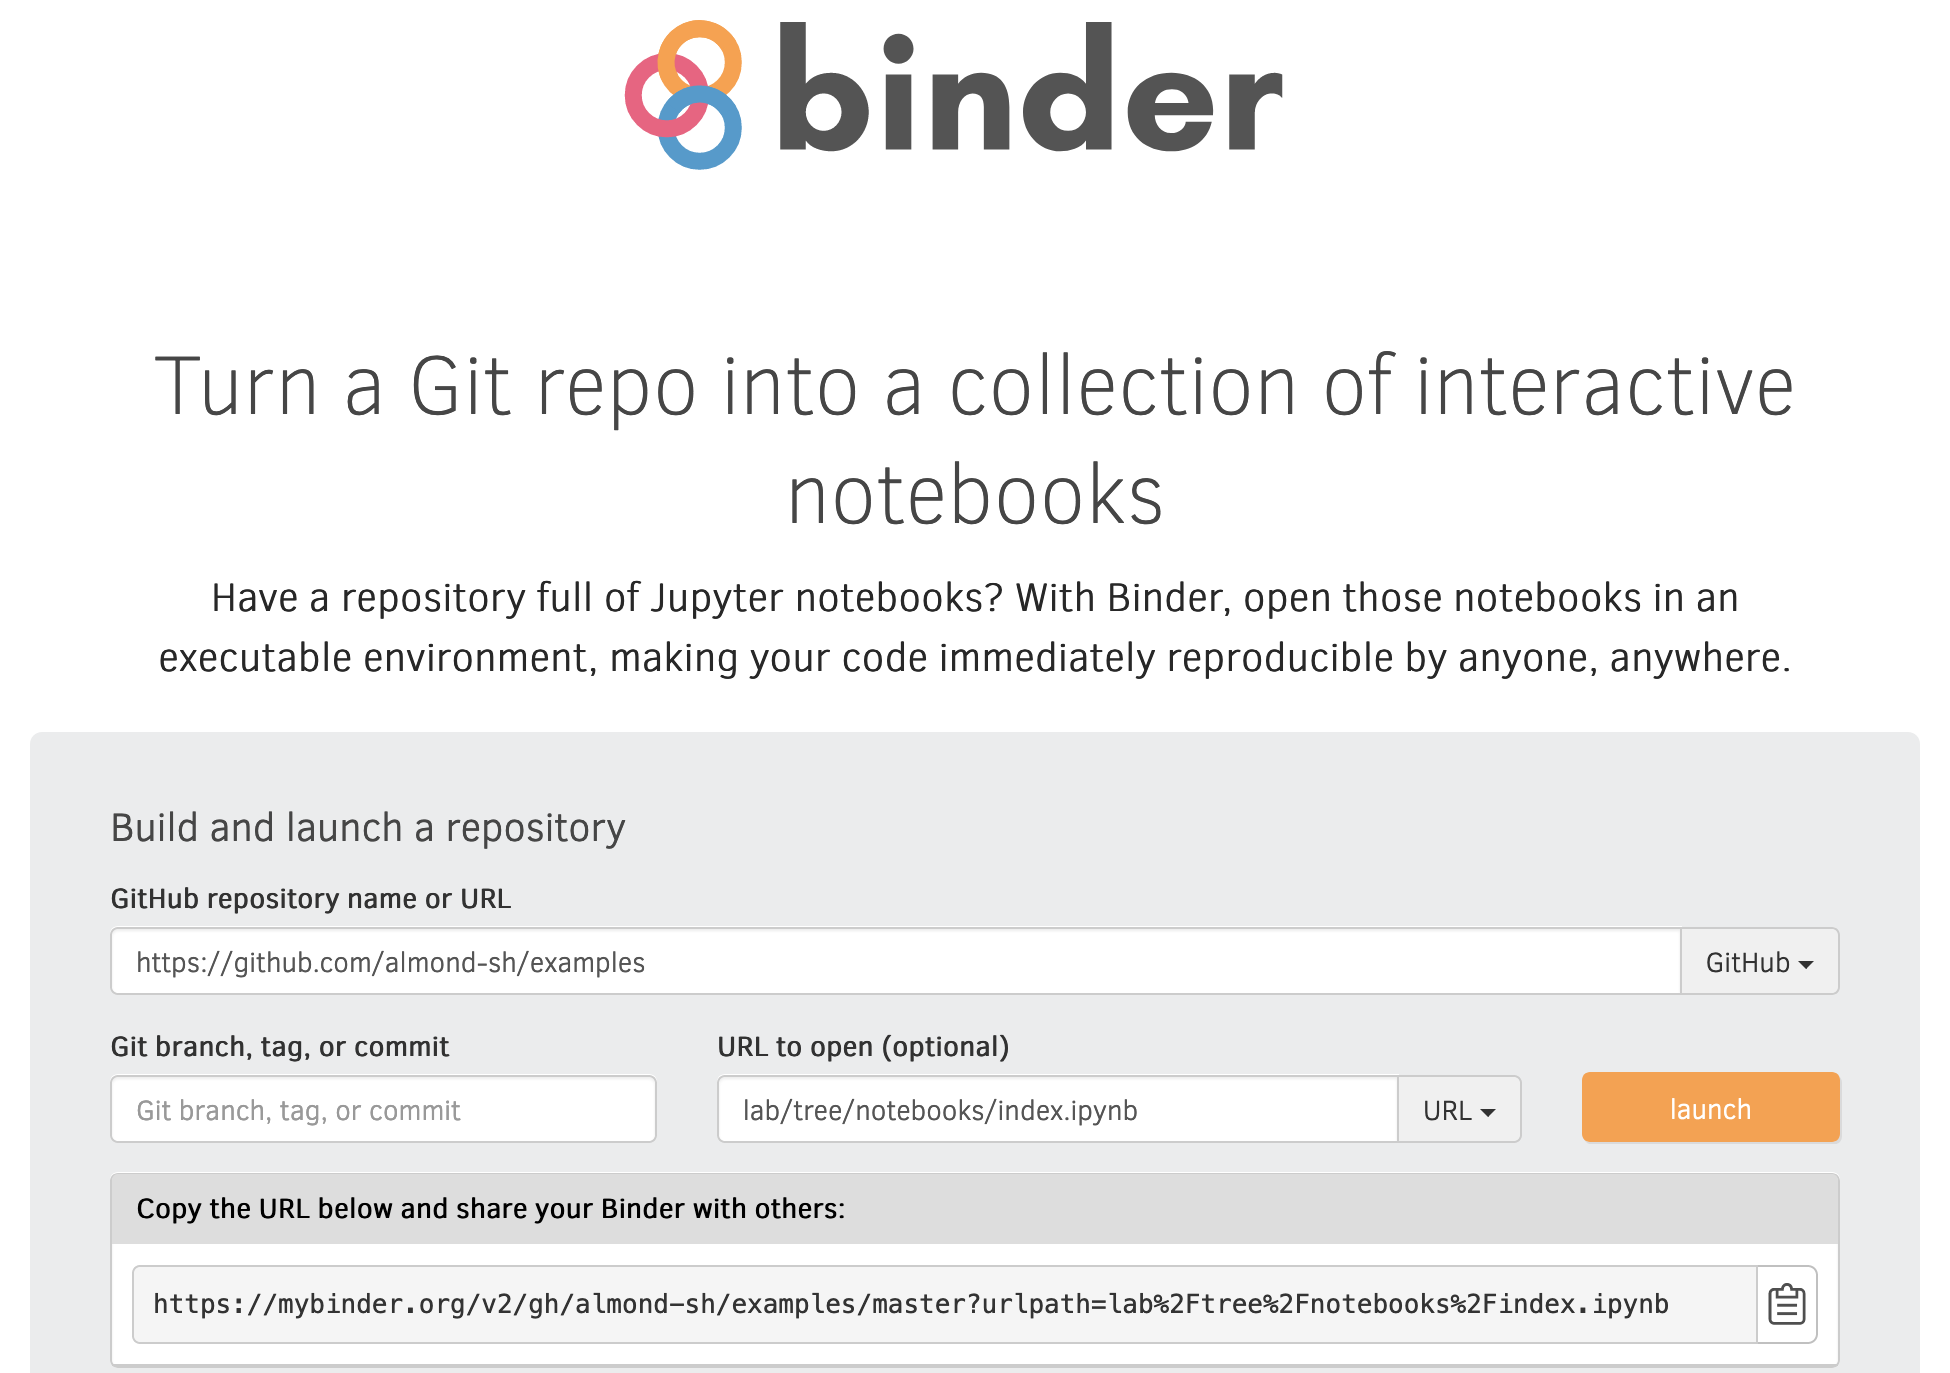 binder
Turn a Git repo into a collection of interactive
notebooks
Have a repository full of Jupyter notebooks? With Binder, open those notebooks in an
executable environment, making your code immediately reproducible by anyone, anywhere.
Build and launch a repository
GitHub repository name or URL
https://github.com/almond-sh/examples
GitHub
Git branch, tag, or commit
URL to open (optional)
Git branch, tag, or commit
lab/tree/notebooks/index.ipynb
URL
launch
Copy the URL below and share your Binder with others:
https://mybinder.org/v2/gh/almond-sh/examples/master?urlpath=lab%2Ftree%2Fnotebooks%2Findex.ipynb